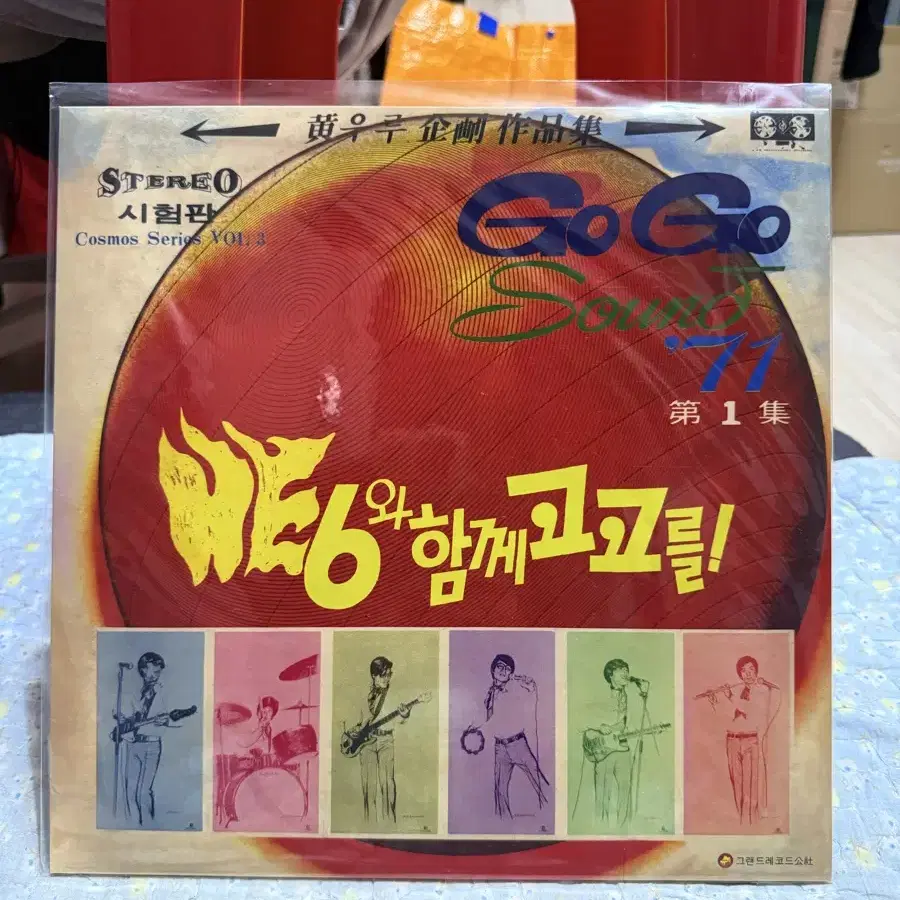 黄우루 企劃 作品集
STEREO
시험판
Cosmos Series VOL. 3
GO GO
SOUND
'71
第 1 集
HE6와 함께 고고를!
그랜드레코드公社